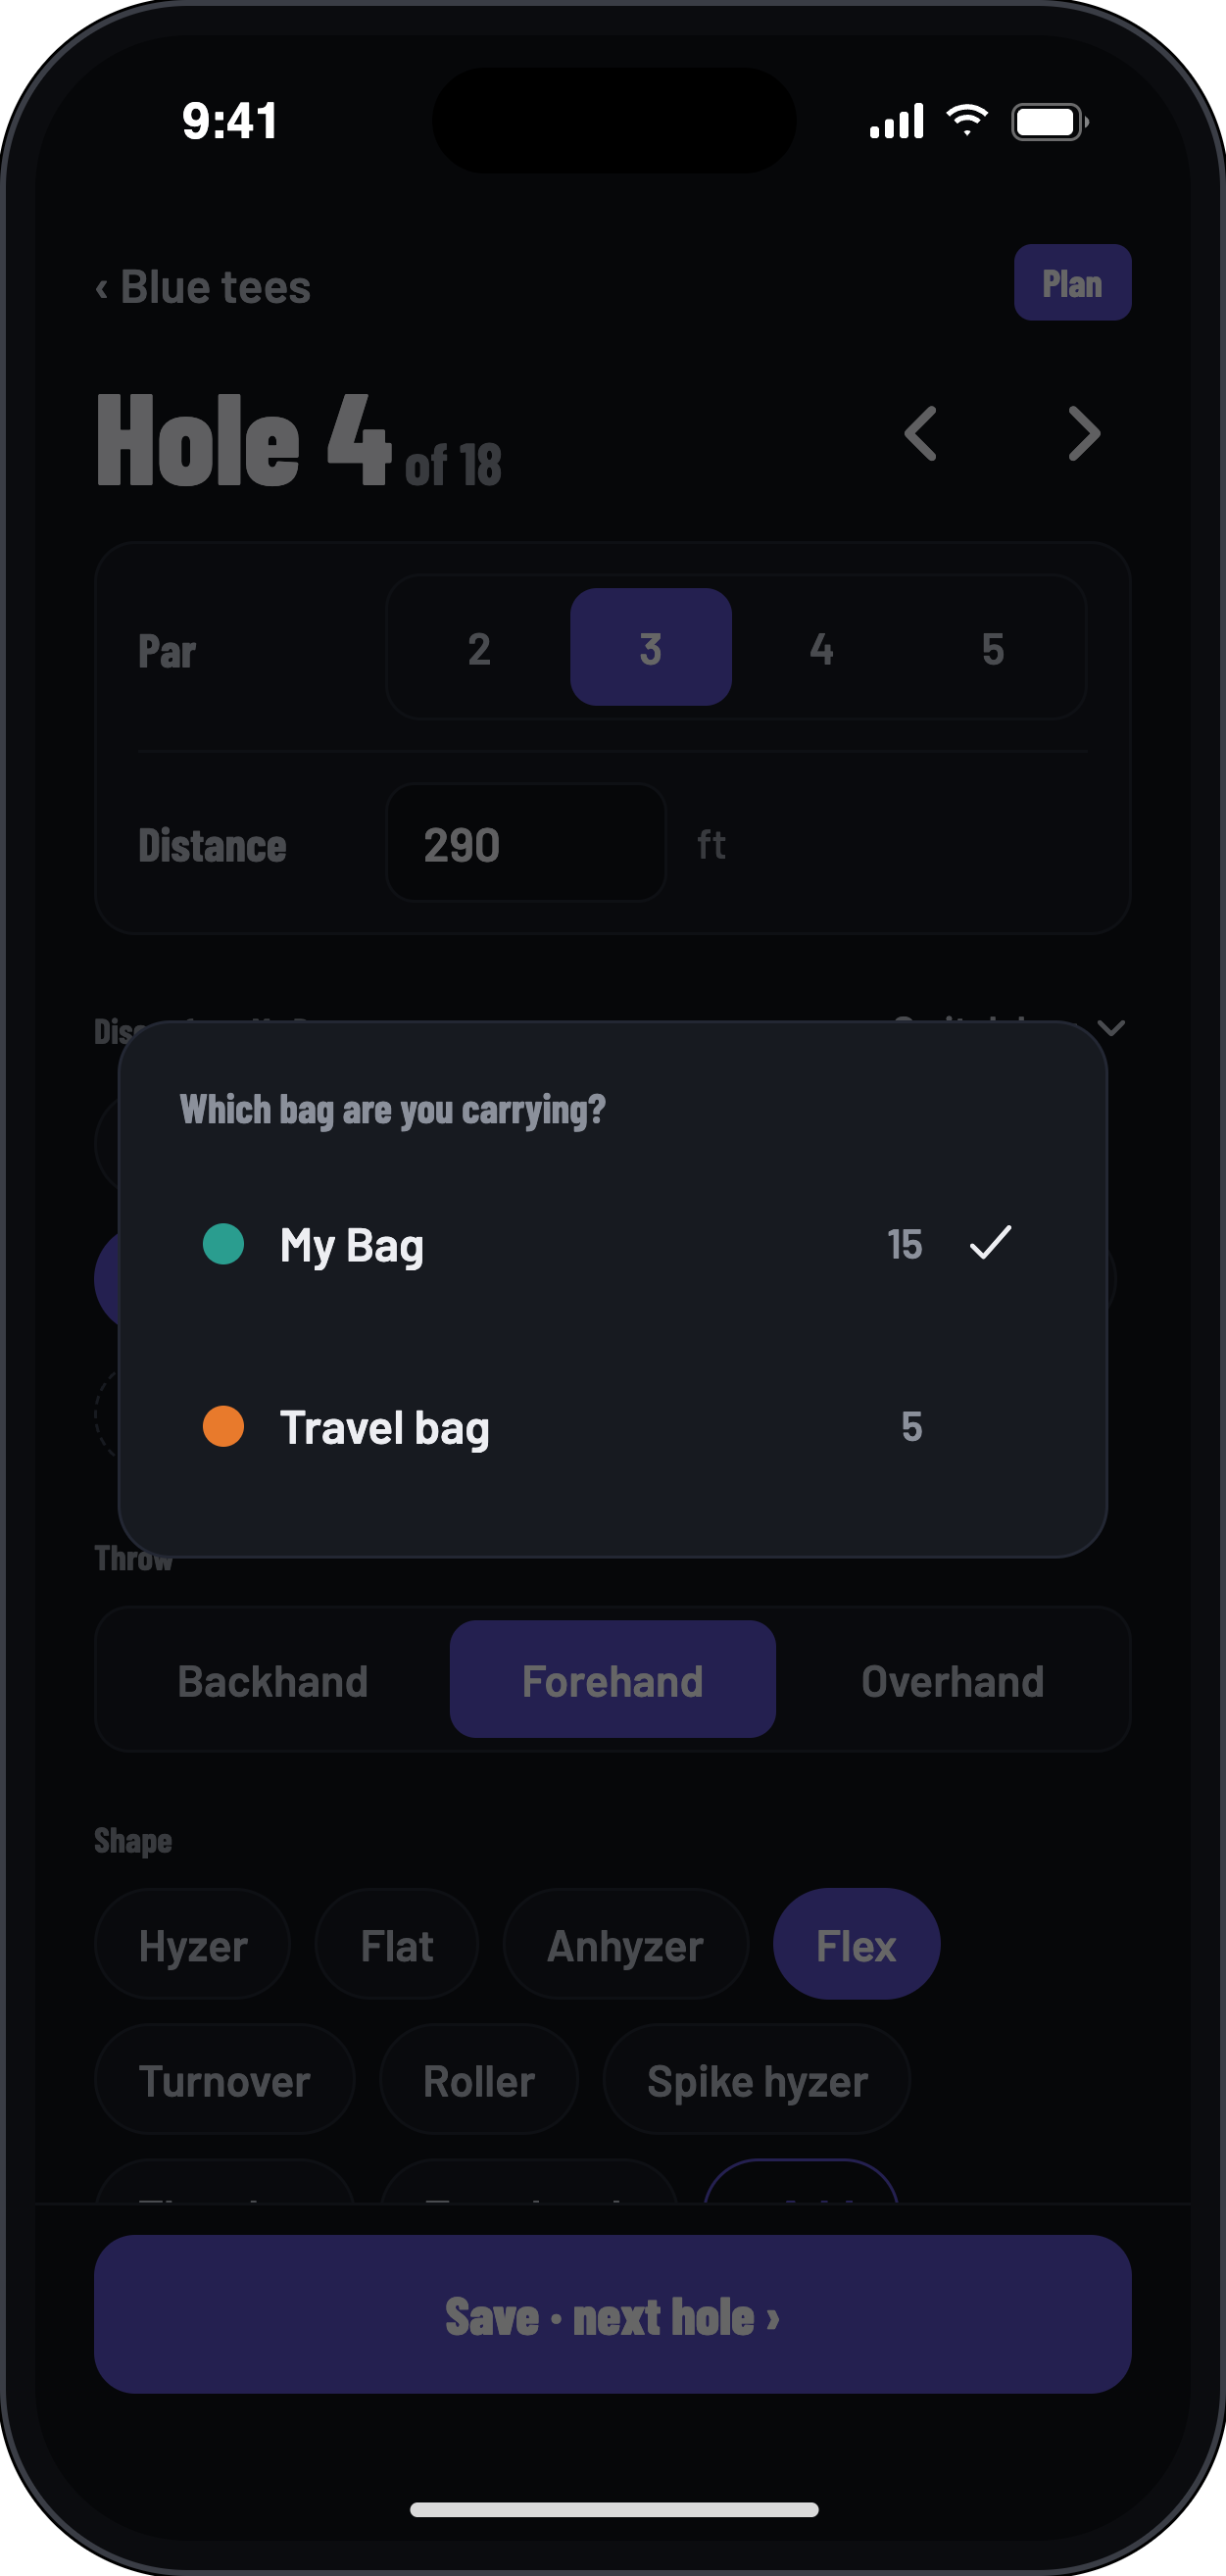 9:41
‹ Blue tees
Plan
Hole 4 of 18
Par
2 3 4 5
Distance
290 ft
Which bag are you carrying?
My Bag 15
Travel bag 5
Throw
Backhand Forehand Overhand
Shape
Hyzer Flat Anhyzer Flex
Turnover Roller Spike hyzer
Save · next hole ›